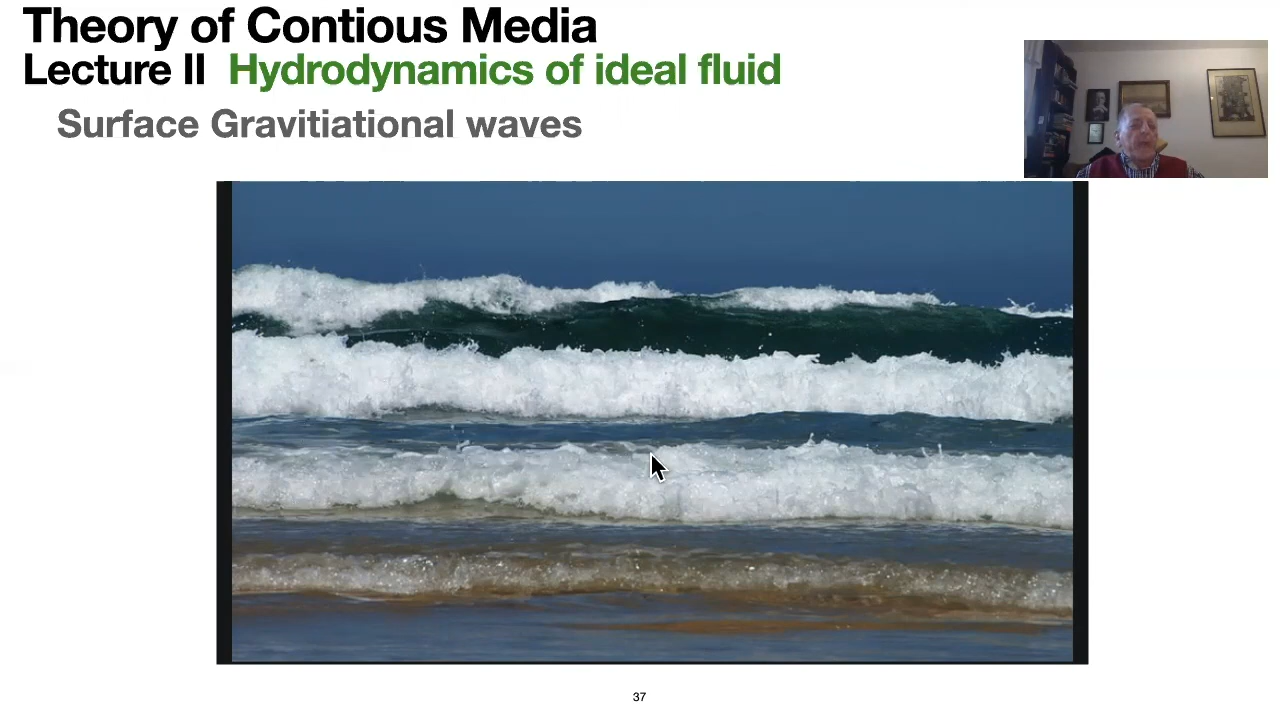 Theory of Contious Media
Lecture II Hydrodynamics of ideal fluid
Surface Gravitiational waves
37